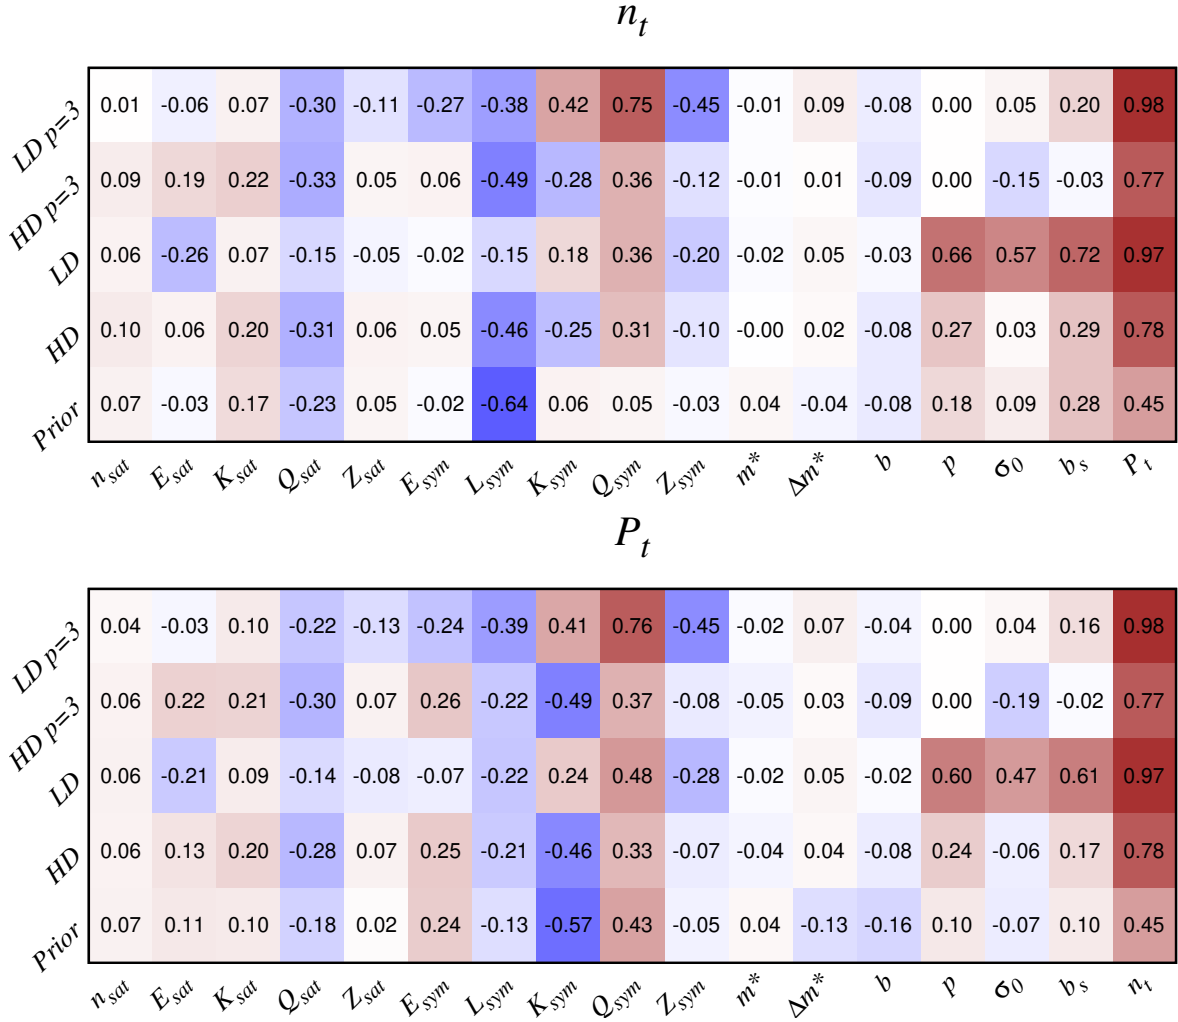 n_t
LD p=3 0.01 -0.06 0.07 -0.30 -0.11 -0.27 -0.38 0.42 0.75 -0.45 -0.01 0.09 -0.08 0.00 0.05 0.20 0.98
HD p=3 0.09 0.19 0.22 -0.33 0.05 0.06 -0.49 -0.28 0.36 -0.12 -0.01 0.01 -0.09 0.00 -0.15 -0.03 0.77
LD 0.06 -0.26 0.07 -0.15 -0.05 -0.02 -0.15 0.18 0.36 -0.20 -0.02 0.05 -0.03 0.66 0.57 0.72 0.97
HD 0.10 0.06 0.20 -0.31 0.06 0.05 -0.46 -0.25 0.31 -0.10 -0.00 0.02 -0.08 0.27 0.03 0.29 0.78
Prior 0.07 -0.03 0.17 -0.23 0.05 -0.02 -0.64 0.06 0.05 -0.03 0.04 -0.04 -0.08 0.18 0.09 0.28 0.45
n_sat E_sat K_sat Q_sat Z_sat E_sym L_sym K_sym Q_sym Z_sym m* Δm* b p σ_0 b_s P_t
P_t
LD p=3 0.04 -0.03 0.10 -0.22 -0.13 -0.24 -0.39 0.41 0.76 -0.45 -0.02 0.07 -0.04 0.00 0.04 0.16 0.98
HD p=3 0.06 0.22 0.21 -0.30 0.07 0.26 -0.22 -0.49 0.37 -0.08 -0.05 0.03 -0.09 0.00 -0.19 -0.02 0.77
LD 0.06 -0.21 0.09 -0.14 -0.08 -0.07 -0.22 0.24 0.48 -0.28 -0.02 0.05 -0.02 0.60 0.47 0.61 0.97
HD 0.06 0.13 0.20 -0.28 0.07 0.25 -0.21 -0.46 0.33 -0.07 -0.04 0.04 -0.08 0.24 -0.06 0.17 0.78
Prior 0.07 0.11 0.10 -0.18 0.02 0.24 -0.13 -0.57 0.43 -0.05 0.04 -0.13 -0.16 0.10 -0.07 0.10 0.45
n_sat E_sat K_sat Q_sat Z_sat E_sym L_sym K_sym Q_sym Z_sym m* Δm* b p σ_0 b_s n_t